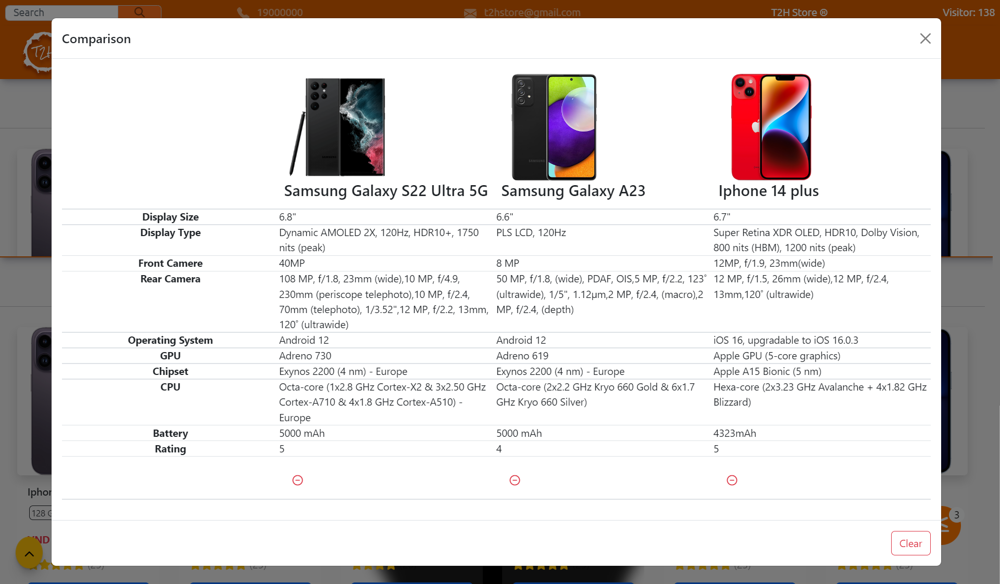 Search
19000000
t2hstore@gmail.com
T2H Store ®
Visitor: 138
T2H
Comparison
SAMSUNG
SAMSUNG
Samsung Galaxy S22 Ultra 5G
Samsung Galaxy A23
Iphone 14 plus
Display Size
6.8"
6.6"
6.7"
Display Type
Dynamic AMOLED 2X, 120Hz, HDR10+, 1750
nits (peak)
PLS LCD, 120Hz
Super Retina XDR OLED, HDR10, Dolby Vision,
800 nits (HBM), 1200 nits (peak)
Front Camere
40MP
8 MP
12MP, f/1.9, 23mm(wide)
Rear Camera
108 MP, f/1.8, 23mm (wide),10 MP, f/4.9,
230mm (periscope telephoto),10 MP, f/2.4,
70mm (telephoto), 1/3.52",12 MP, f/2.2, 13mm,
120˚ (ultrawide)
50 MP, f/1.8, (wide), PDAF, OIS,5 MP, f/2.2, 123˚
(ultrawide), 1/5", 1.12µm,2 MP, f/2.4, (macro),2
MP, f/2.4, (depth)
12 MP, f/1.5, 26mm (wide),12 MP, f/2.4,
13mm,120˚ (ultrawide)
Operating System
Android 12
Android 12
iOS 16, upgradable to iOS 16.0.3
GPU
Adreno 730
Adreno 619
Apple GPU (5-core graphics)
Chipset
Exynos 2200 (4 nm) - Europe
Exynos 2200 (4 nm) - Europe
Apple A15 Bionic (5 nm)
CPU
Octa-core (1x2.8 GHz Cortex-X2 & 3x2.50 GHz
Cortex-A710 & 4x1.8 GHz Cortex-A510) -
Europe
Octa-core (2x2.2 GHz Kryo 660 Gold & 6x1.7
GHz Kryo 660 Silver)
Hexa-core (2x3.23 GHz Avalanche + 4x1.82 GHz
Blizzard)
Battery
5000 mAh
5000 mAh
4323mAh
Rating
5
4
5
Iphon
128 G
3
VND
Clear